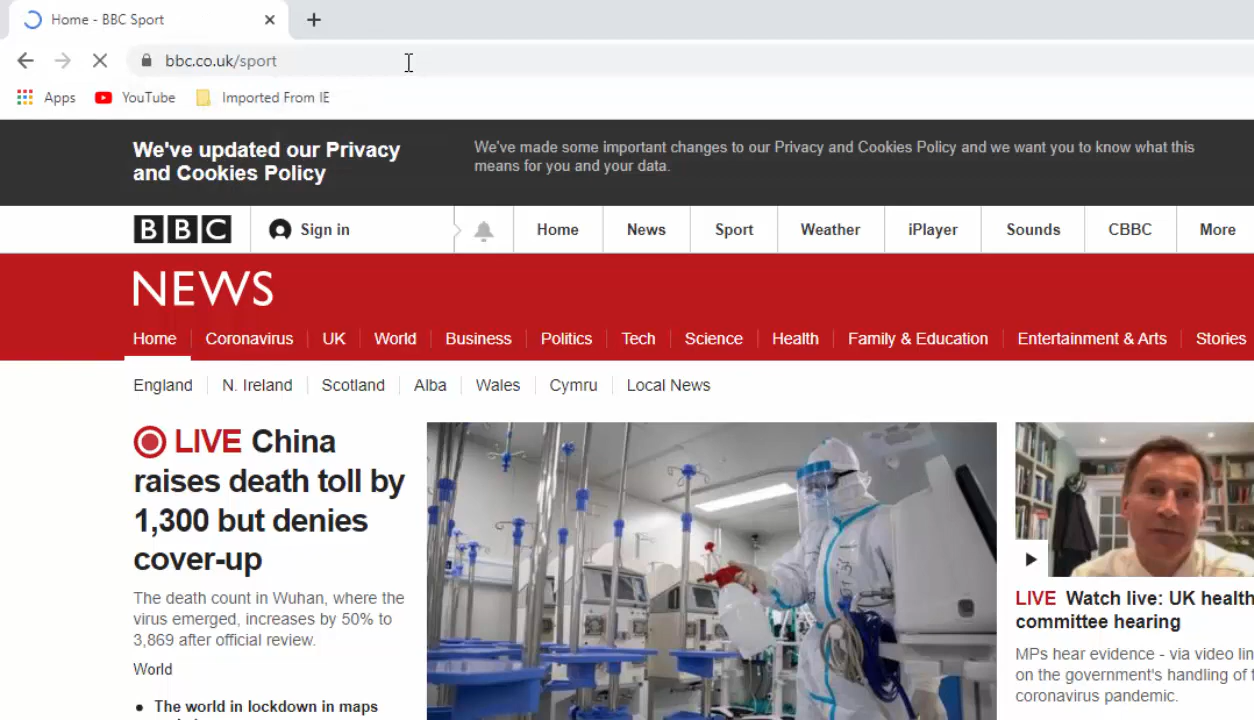 Home - BBC Sport
bbc.co.uk/sport
Apps YouTube Imported From IE
We've updated our Privacy
and Cookies Policy
We've made some important changes to our Privacy and Cookies Policy and we want you to know what this
means for you and your data.
BBC Sign in Home News Sport Weather iPlayer Sounds CBBC More
NEWS
Home Coronavirus UK World Business Politics Tech Science Health Family & Education Entertainment & Arts Stories
England N. Ireland Scotland Alba Wales Cymru Local News
LIVE China
raises death toll by
1,300 but denies
cover-up
The death count in Wuhan, where the
virus emerged, increases by 50% to
3,869 after official review.
World
The world in lockdown in maps
LIVE Watch live: UK health
committee hearing
MPs hear evidence - via video lin
on the government's handling of t
coronavirus pandemic.